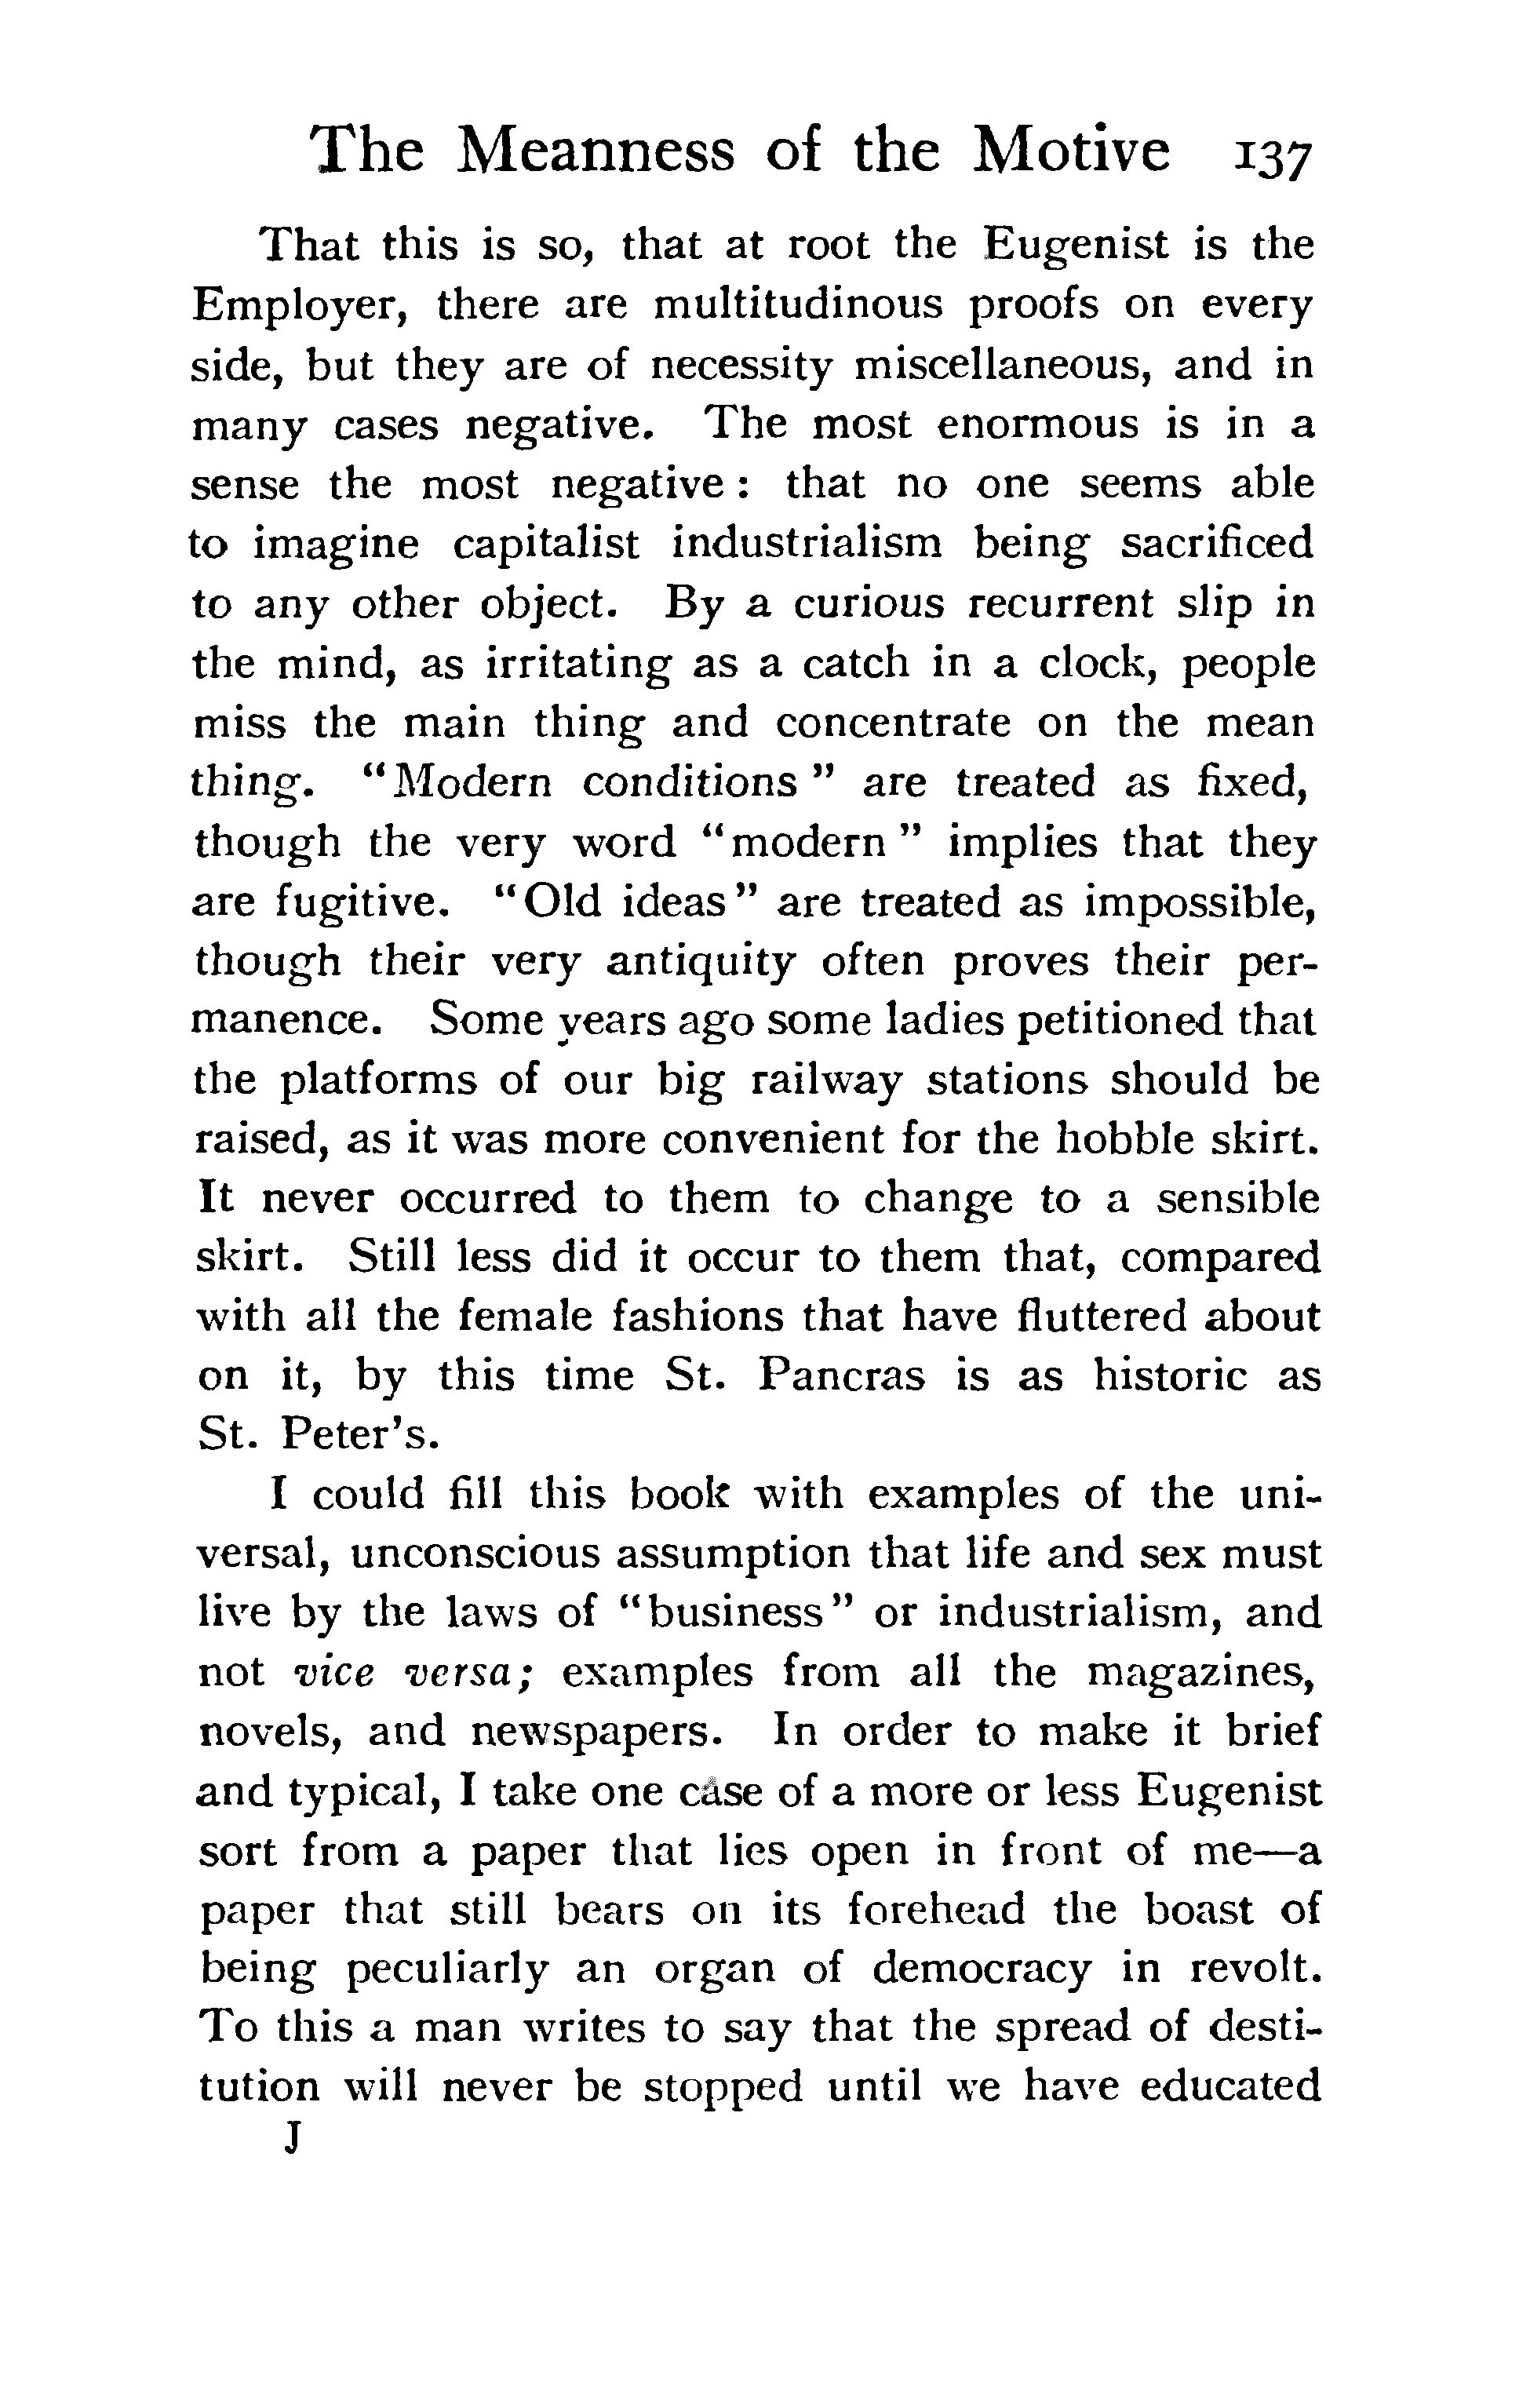 The Meanness of the Motive 137
That this is so, that at root the Eugenist is the
Employer, there are multitudinous proofs on every
side, but they are of necessity miscellaneous, and in
many cases negative. The most enormous is in a
sense the most negative : that no one seems able
to imagine capitalist industrialism being sacrificed
to any other object. By a curious recurrent slip in
the mind, as irritating as a catch in a clock, people
miss the main thing and concentrate on the mean
thing. “Modern conditions” are treated as fixed,
though the very word “modern” implies that they
are fugitive. “Old ideas” are treated as impossible,
though their very antiquity often proves their per-
manence. Some years ago some ladies petitioned that
the platforms of our big railway stations should be
raised, as it was more convenient for the hobble skirt.
It never occurred to them to change to a sensible
skirt. Still less did it occur to them that, compared
with all the female fashions that have fluttered about
on it, by this time St. Pancras is as historic as
St. Peter's.
I could fill this book with examples of the uni-
versal, unconscious assumption that life and sex must
live by the laws of “business” or industrialism, and
not vice versa; examples from all the magazines,
novels, and newspapers. In order to make it brief
and typical, I take one case of a more or less Eugenist
sort from a paper that lies open in front of me—a
paper that still bears on its forehead the boast of
being peculiarly an organ of democracy in revolt.
To this a man writes to say that the spread of desti-
tution will never be stopped until we have educated
J